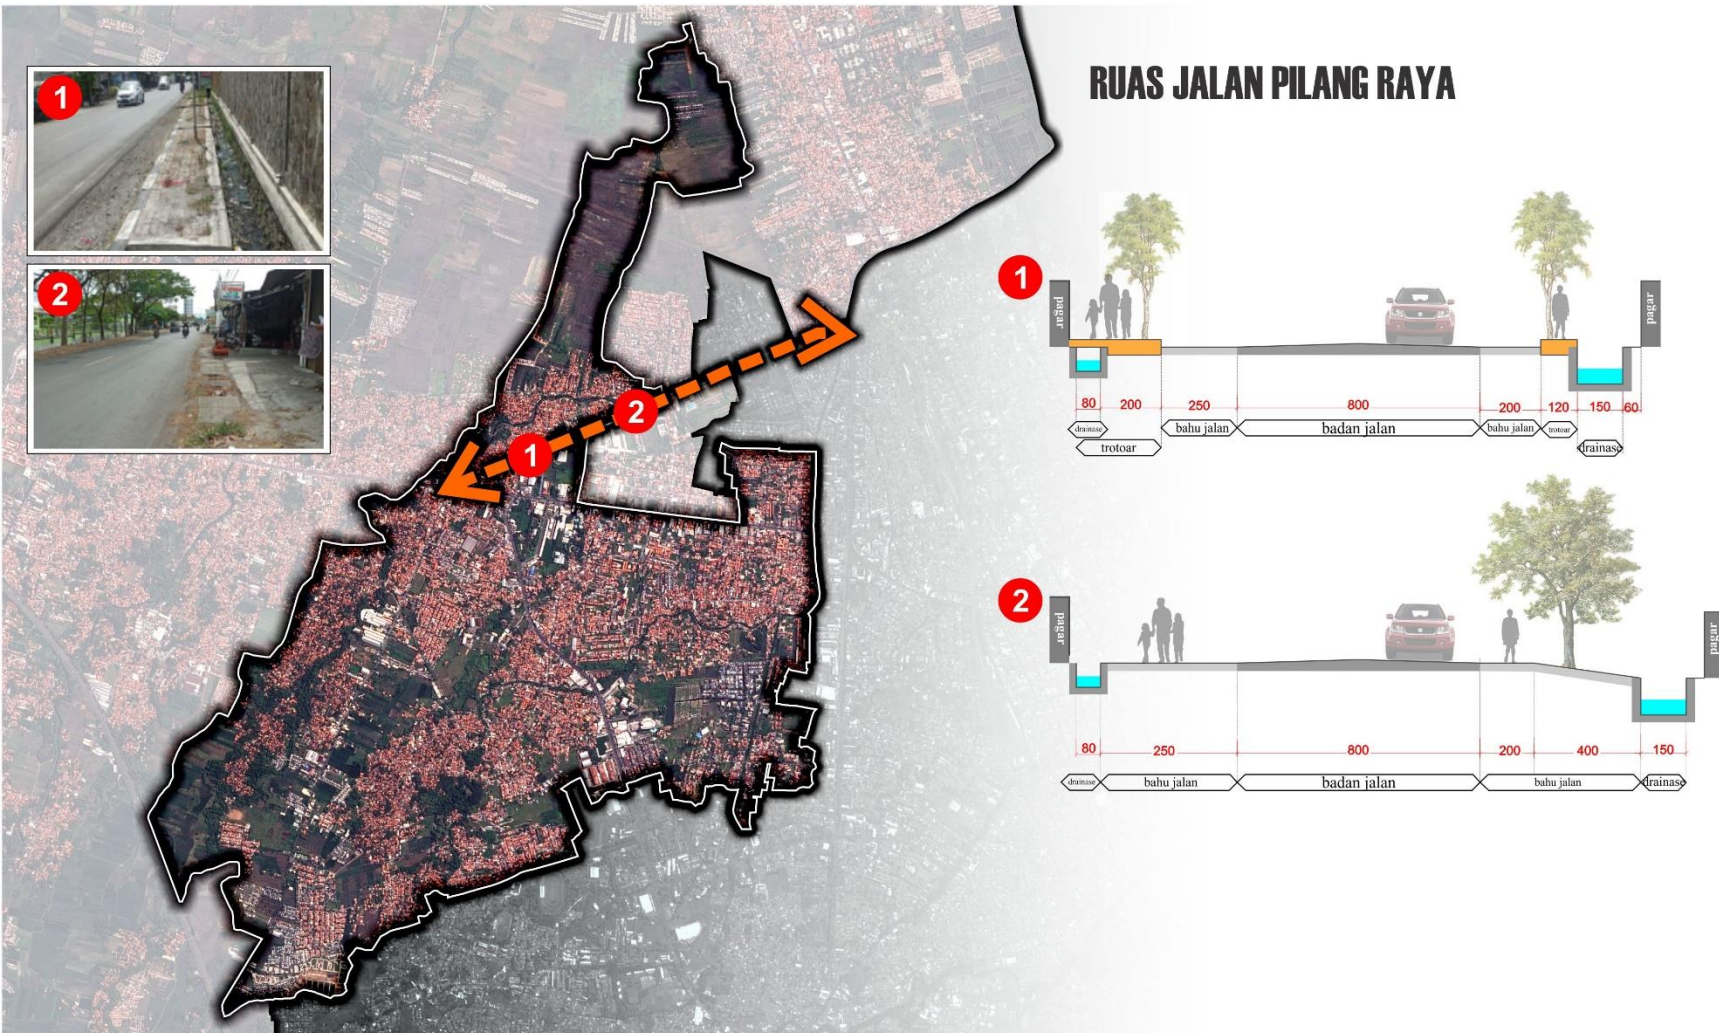 RUAS JALAN PILANG RAYA
1
2
1
2
1
pagar
pagar
80 200 250 800 200 120 150 60
drainase bahu jalan badan jalan bahu jalan trotoar
trotoar drainase
2
pagar
pagar
80 250 800 200 400 150
drainase bahu jalan badan jalan bahu jalan drainase